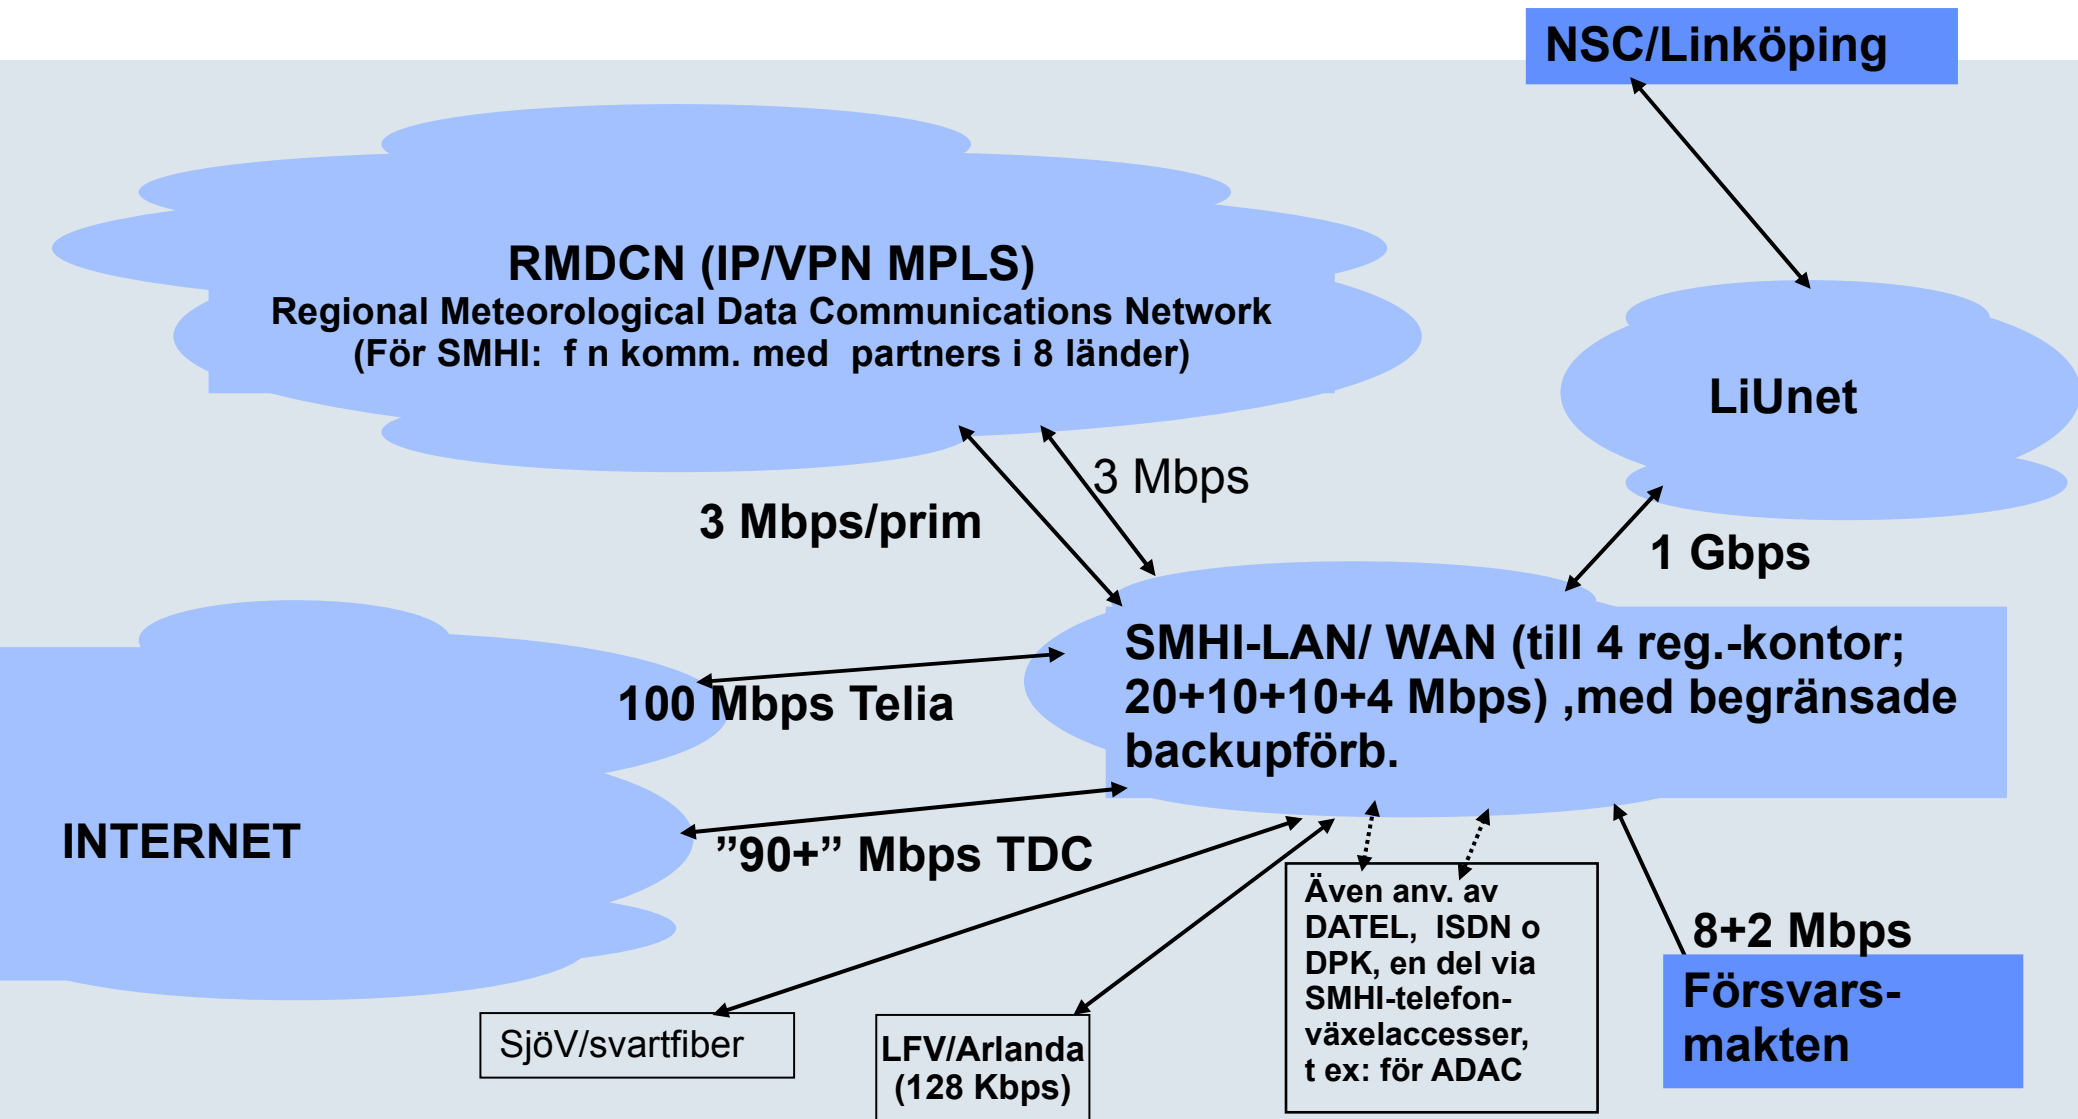 NSC/Linköping
RMDCN (IP/VPN MPLS)
Regional Meteorological Data Communications Network
(För SMHI:  f n komm. med  partners i 8 länder)
LiUnet
3 Mbps
3 Mbps/prim
1 Gbps
SMHI-LAN/ WAN (till 4 reg.-kontor;
20+10+10+4 Mbps) ,med begränsade
backupförb.
100 Mbps Telia
INTERNET
”90+” Mbps TDC
Även anv. av
DATEL,  ISDN o
DPK, en del via
SMHI-telefon-
växelaccesser,
t ex: för ADAC
8+2 Mbps
Försvars-
makten
SjöV/svartfiber
LFV/Arlanda
(128 Kbps)